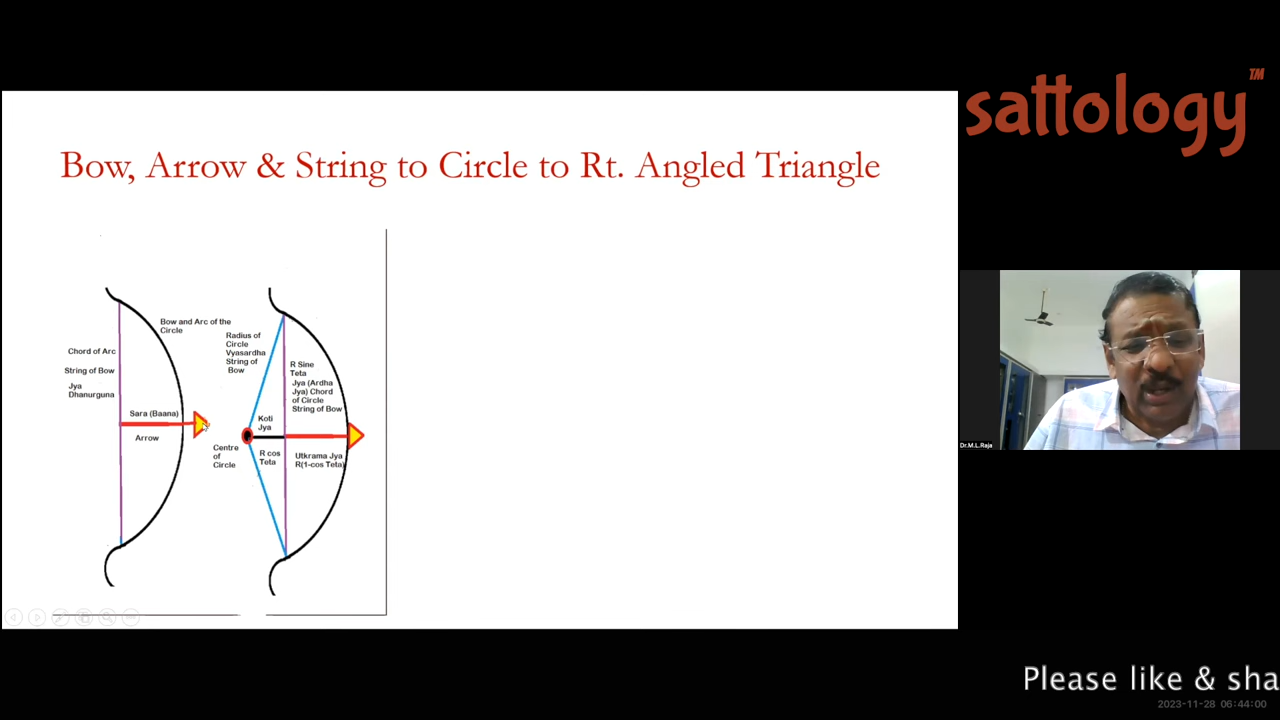 sattology™
Bow, Arrow & String to Circle to Rt. Angled Triangle
Bow and Arc of the
Circle
Chord of Arc
String of Bow
Jya
Dhanurguna
Sara (Baana)
Arrow
Radius of
Circle
Vyasardha
String of
Bow
R Sine
Teta
Jya (Ardha
Jya) Chord
of Circle
String of Bow
Koti
Jya
Centre
of
Circle
R cos
Teta
Utkrama Jya
R(1-cos Teta)
Dr.M.L.Raja
Please like & sha
2023-11-28 06:44:00